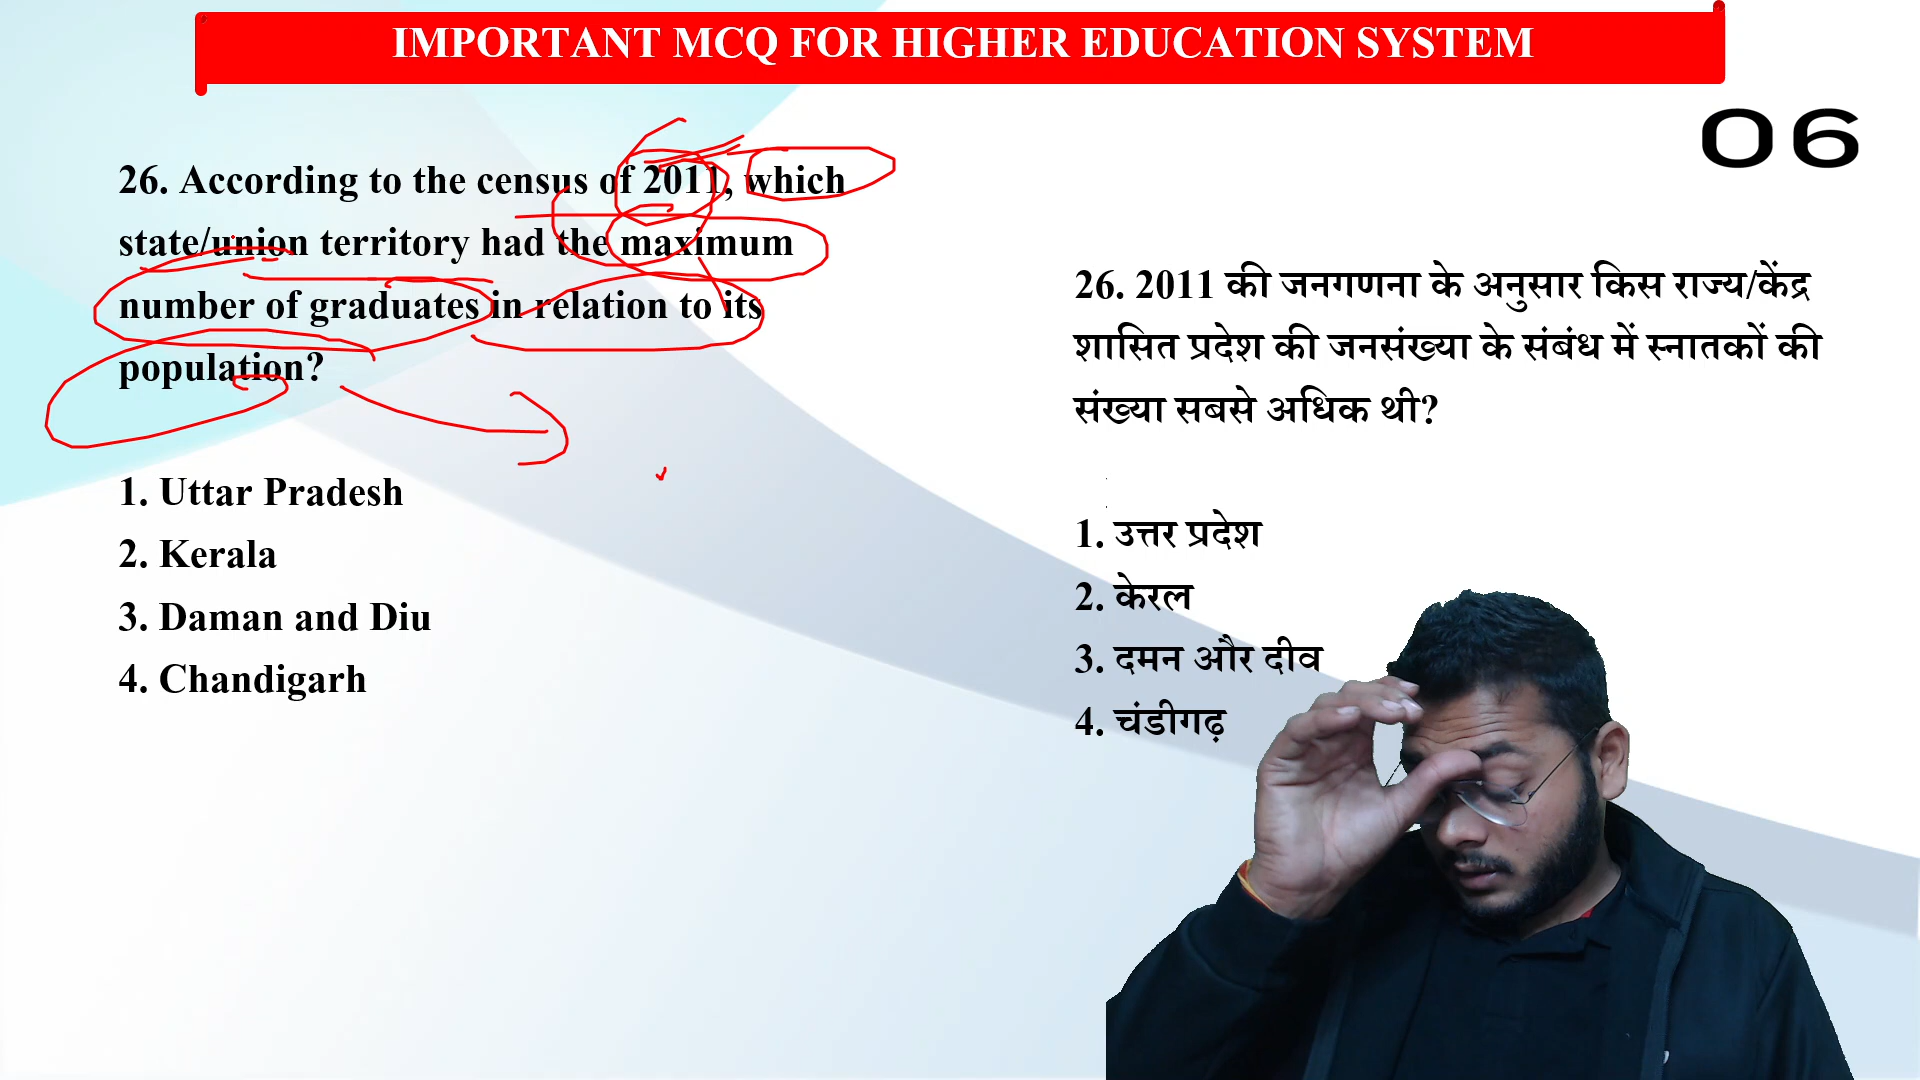 IMPORTANT MCQ FOR HIGHER EDUCATION SYSTEM
06
26. According to the census of 2011, which
state/union territory had the maximum
number of graduates in relation to its
population?
1. Uttar Pradesh
2. Kerala
3. Daman and Diu
4. Chandigarh
26. 2011 की जनगणना के अनुसार किस राज्य/केंद्र
शासित प्रदेश की जनसंख्या के संबंध में स्नातकों की
संख्या सबसे अधिक थी?
1. उत्तर प्रदेश
2. केरल
3. दमन और दीव
4. चंडीगढ़